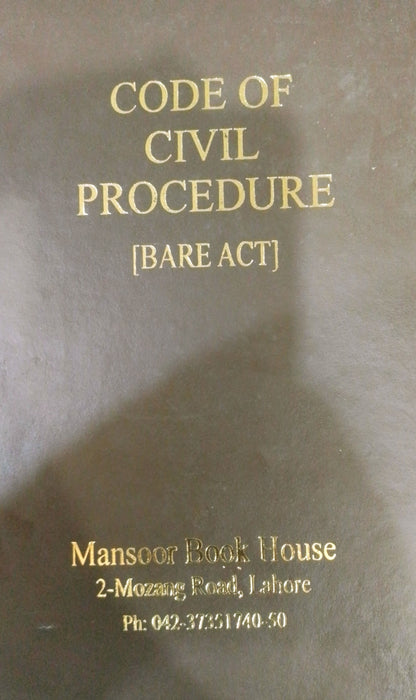 CODE OF
CIVIL
PROCEDURE
[BARE ACT]
Mansoor Book House
2-Mozang Road, Lahore
Ph: 042-37351740-50